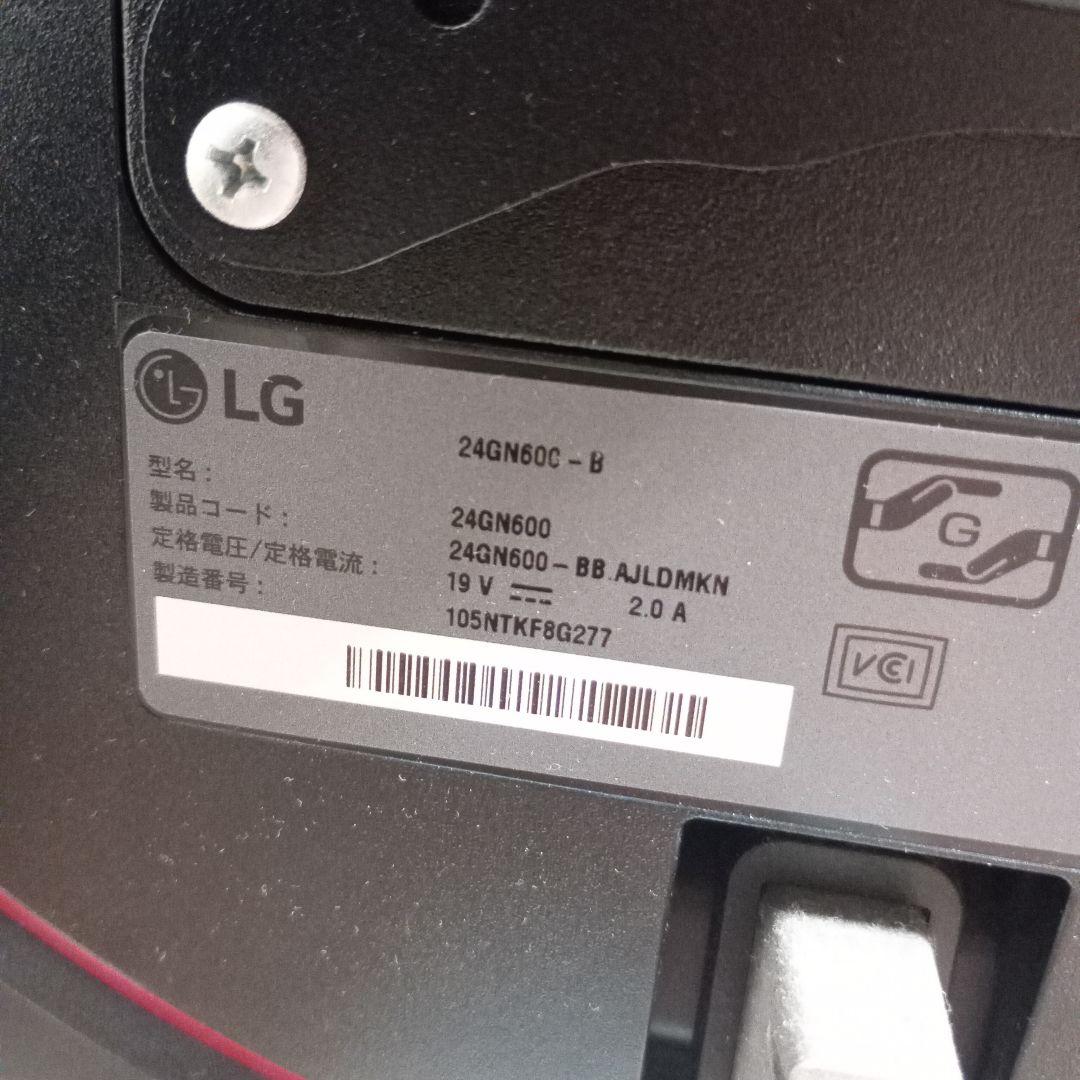 LG
24GN600-B
型名:
24GN600
製品コード:
24GN600-BB.AJLDMKN
定格電圧/定格電流:
19 V ⎓ 2.0 A
製造番号:
105NTKF8G277
G
VCCI